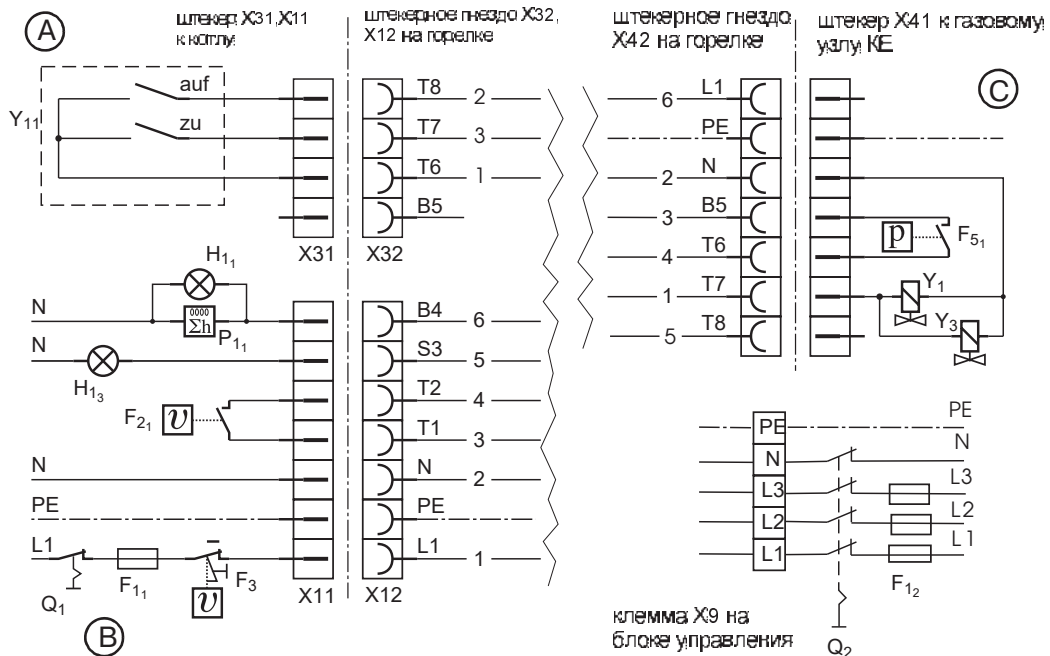 A
штекер X31,X11
к котлу
штекерное гнездо X32,
X12 на горелке
штекерное гнездо
X42 на горелке
штекер X41 к газовому
узлу KE
C
Y11
auf
zu
T8
2
T7
3
T6
1
B5
X31
X32
6
L1
PE
2
N
3
B5
4
T6
1
T7
5
T8
p
F51
Y1
Y3
H11
N
0000
Σh
P11
B4
6
N
H13
S3
5
F21
υ
T2
4
T1
3
N
N
2
PE
PE
L1
L1
1
Q1
F11
F3
υ
X11
X12
B
PE
PE
N
N
L3
L3
L2
L2
L1
L1
F12
клемма X9 на
блоке управления
Q2